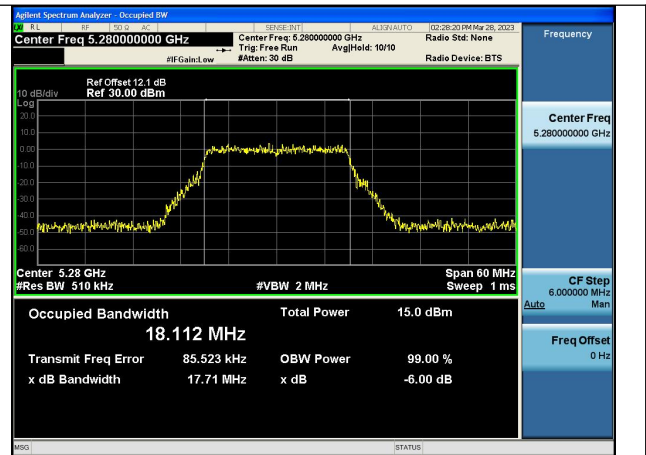 Agilent Spectrum Analyzer - Occupied BW
LXI RL RF 50 Ω AC SENSE:INT ALIGN AUTO 02:28:20 PM Mar 28, 2023
Center Freq 5.280000000 GHz Center Freq: 5.280000000 GHz Radio Std: None Frequency
Trig: Free Run Avg|Hold: 10/10
#IFGain:Low #Atten: 30 dB Radio Device: BTS
Ref Offset 12.1 dB
10 dB/div Ref 30.00 dBm
Log
20.0
10.0
0.00
-10.0
-20.0
-30.0
-40.0
-50.0
-60.0
Center Freq
5.280000000 GHz
Center 5.28 GHz Span 60 MHz
#Res BW 510 kHz #VBW 2 MHz Sweep 1 ms
CF Step
6.000000 MHz
Auto Man
Occupied Bandwidth Total Power 15.0 dBm
18.112 MHz
Freq Offset
0 Hz
Transmit Freq Error 85.523 kHz OBW Power 99.00 %
x dB Bandwidth 17.71 MHz x dB -6.00 dB
MSG STATUS